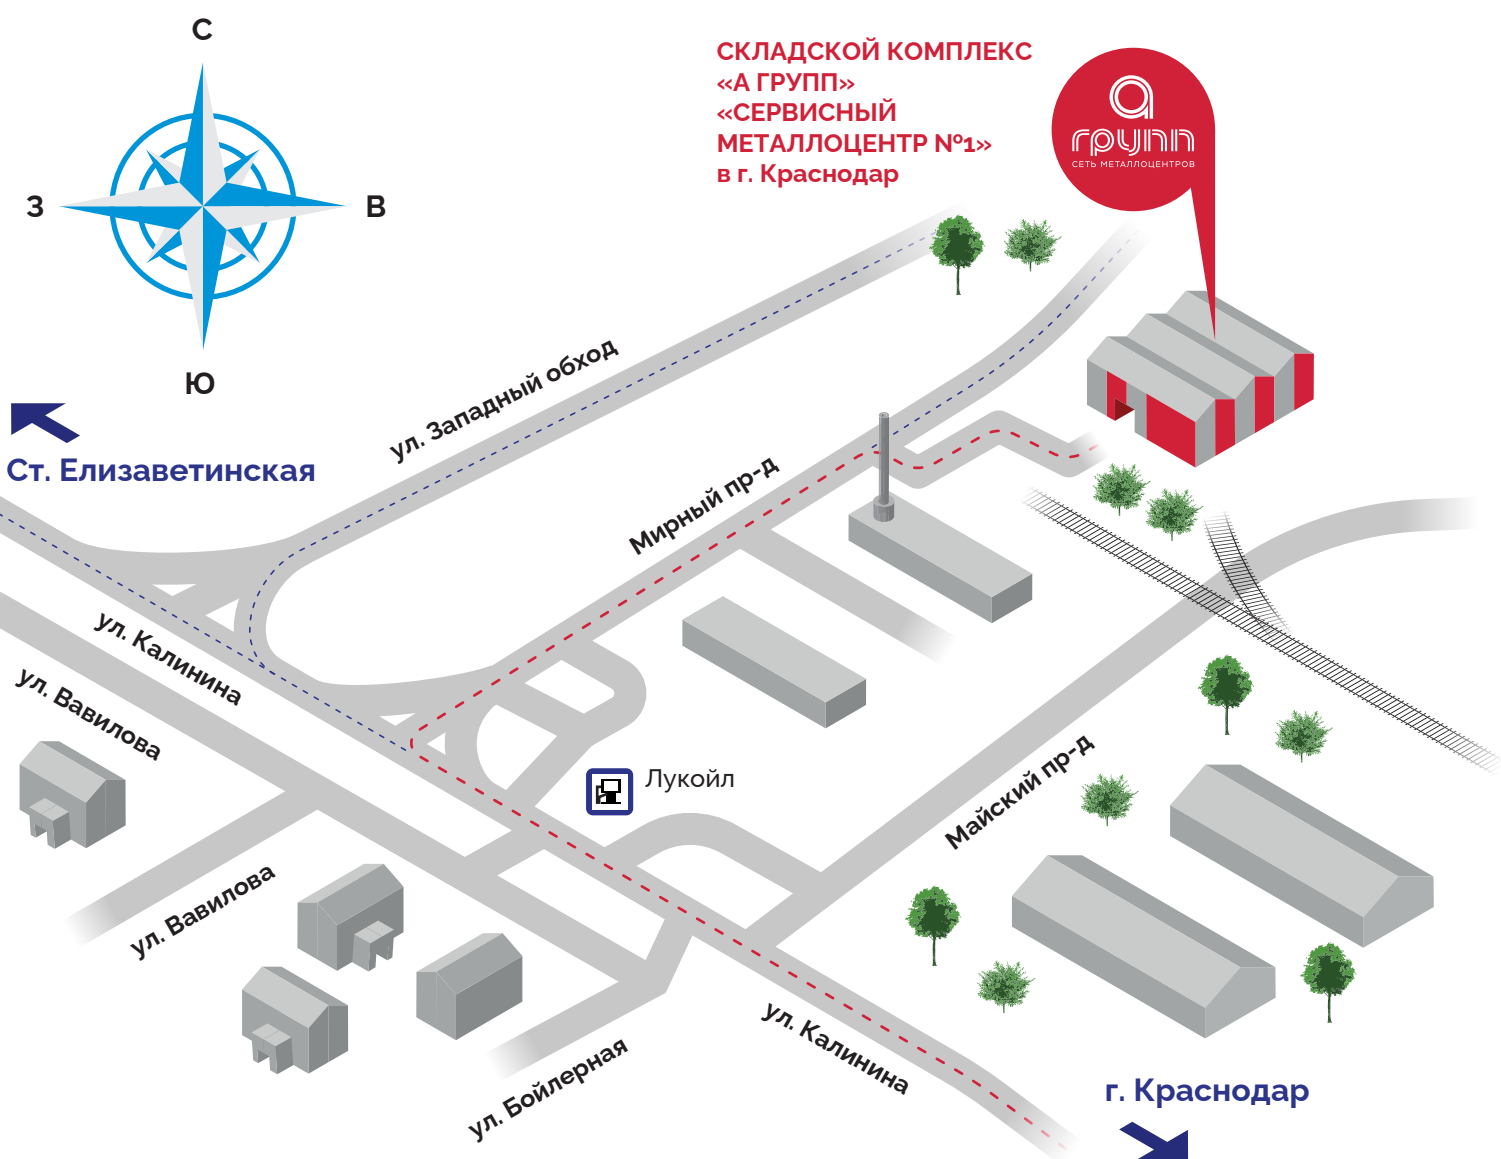 С
СКЛАДСКОЙ КОМПЛЕКС
«А ГРУПП»
«СЕРВИСНЫЙ
МЕТАЛЛОЦЕНТР №1»
в г. Краснодар
а
групп
СЕТЬ МЕТАЛЛОЦЕНТРОВ
З
В
Ю
Ст. Елизаветинская
ул. Западный обход
Мирный пр-д
ул. Калинина
ул. Вавилова
Лукойл
Майский пр-д
ул. Вавилова
ул. Калинина
ул. Бойлерная
г. Краснодар